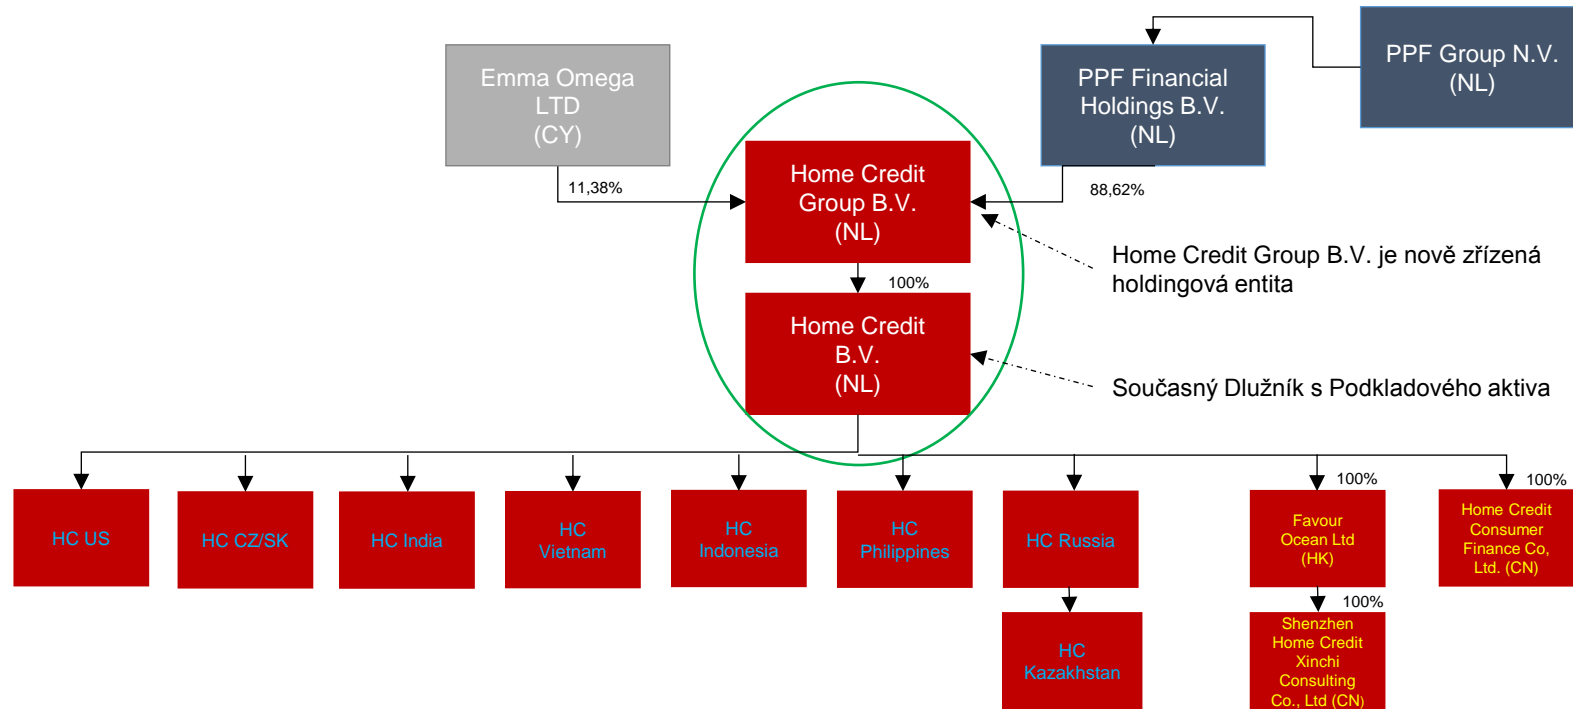 Emma Omega
LTD
(CY)
PPF Financial
Holdings B.V.
(NL)
PPF Group N.V.
(NL)
11,38%
88,62%
Home Credit
Group B.V.
(NL)
Home Credit Group B.V. je nově zřízená
holdingová entita
100%
Home Credit
B.V.
(NL)
Současný Dlužník s Podkladového aktiva
HC US
HC CZ/SK
HC India
HC
Vietnam
HC
Indonesia
HC
Philippines
HC Russia
100%
Favour
Ocean Ltd
(HK)
100%
Home Credit
Consumer
Finance Co,
Ltd. (CN)
HC
Kazakhstan
100%
Shenzhen
Home Credit
Xinchi
Consulting
Co., Ltd (CN)